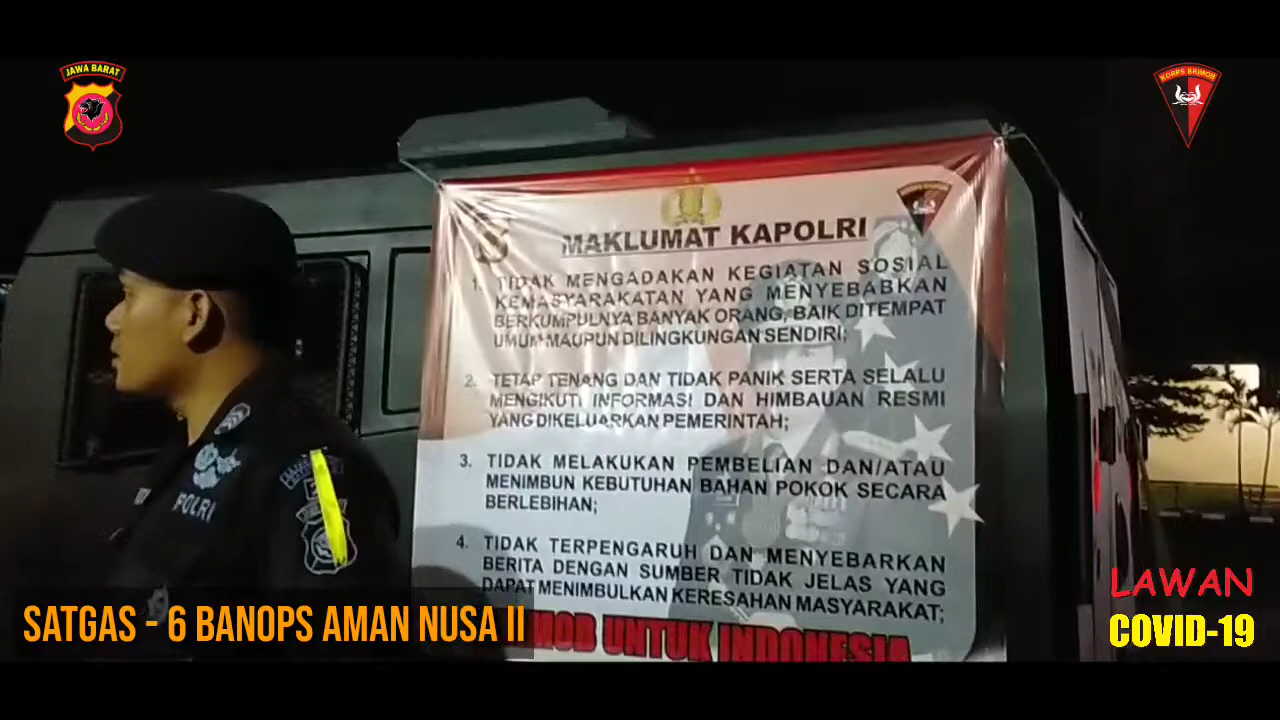 JAWA BARAT
KORPS BRIMOB
MAKLUMAT KAPOLRI
1. TIDAK MENGADAKAN KEGIATAN SOSIAL
KEMASYARAKATAN YANG MENYEBABKAN
BERKUMPULNYA BANYAK ORANG, BAIK DITEMPAT
UMUM MAUPUN DILINGKUNGAN SENDIRI;
2. TETAP TENANG DAN TIDAK PANIK SERTA SELALU
MENGIKUTI INFORMASI DAN HIMBAUAN RESMI
YANG DIKELUARKAN PEMERINTAH;
3. TIDAK MELAKUKAN PEMBELIAN DAN/ATAU
MENIMBUN KEBUTUHAN BAHAN POKOK SECARA
BERLEBIHAN;
4. TIDAK TERPENGARUH DAN MENYEBARKAN
BERITA DENGAN SUMBER TIDAK JELAS YANG
DAPAT MENIMBULKAN KERESAHAN MASYARAKAT;
UNTUK INDONESIA
POLRI
SATGAS - 6 BANOPS AMAN NUSA II
LAWAN
COVID-19